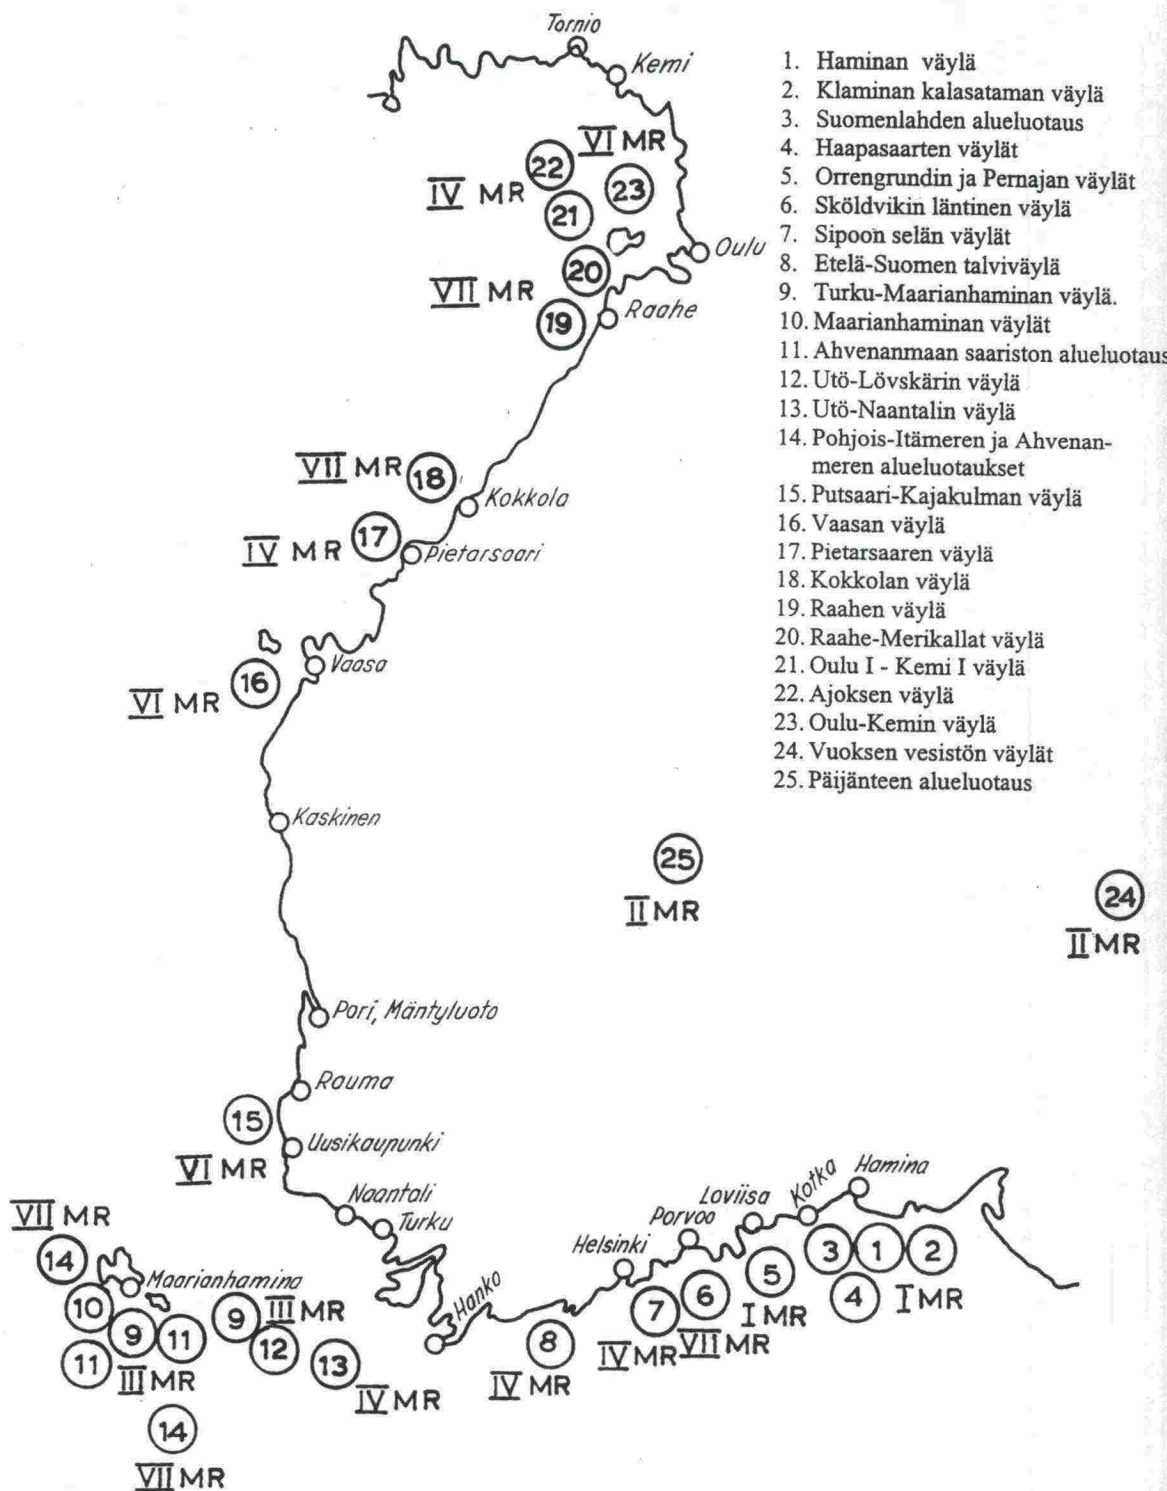 Tornio
Kemi
1. Haminan väylä
2. Klaminan kalasataman väylä
3. Suomenlahden alueluotaus
4. Haapasaarten väylät
5. Orrengrundin ja Pernajan väylät
6. Sköldvikin läntinen väylä
7. Sipoon selän väylät
8. Etelä-Suomen talviväylä
9. Turku-Maarianhaminan väylä.
10. Maarianhaminan väylät
11. Ahvenanmaan saariston alueluotaus
12. Utö-Lövskärin väylä
13. Utö-Naantalin väylä
14. Pohjois-Itämeren ja Ahvenan-
meren alueluotaukset
15. Putsaari-Kajakulman väylä
16. Vaasan väylä
17. Pietarsaaren väylä
18. Kokkolan väylä
19. Raahen väylä
20. Raahe-Merikallat väylä
21. Oulu I - Kemi I väylä
22. Ajoksen väylä
23. Oulu-Kemin väylä
24. Vuoksen vesistön väylät
25. Päijänteen alueluotaus
VI MR
22
23
IV MR
21
Oulu
20
VII MR
19
Raahe
VII MR
18
Kokkola
17
IV MR
Pietarsaari
Vaasa
16
VI MR
Kaskinen
25
II MR
24
II MR
Pori, Mäntyluoto
Rauma
15
Uusikaupunki
VI MR
Naantali
Turku
VII MR
14
Maarianhamina
10
9
11
11
III MR
9
III MR
12
13
IV MR
14
VII MR
Hanko
8
IV MR
Helsinki
Porvoo
Loviisa
Kotka
Hamina
7
IV MR
6
VII MR
5
I MR
3
1
2
4
I MR